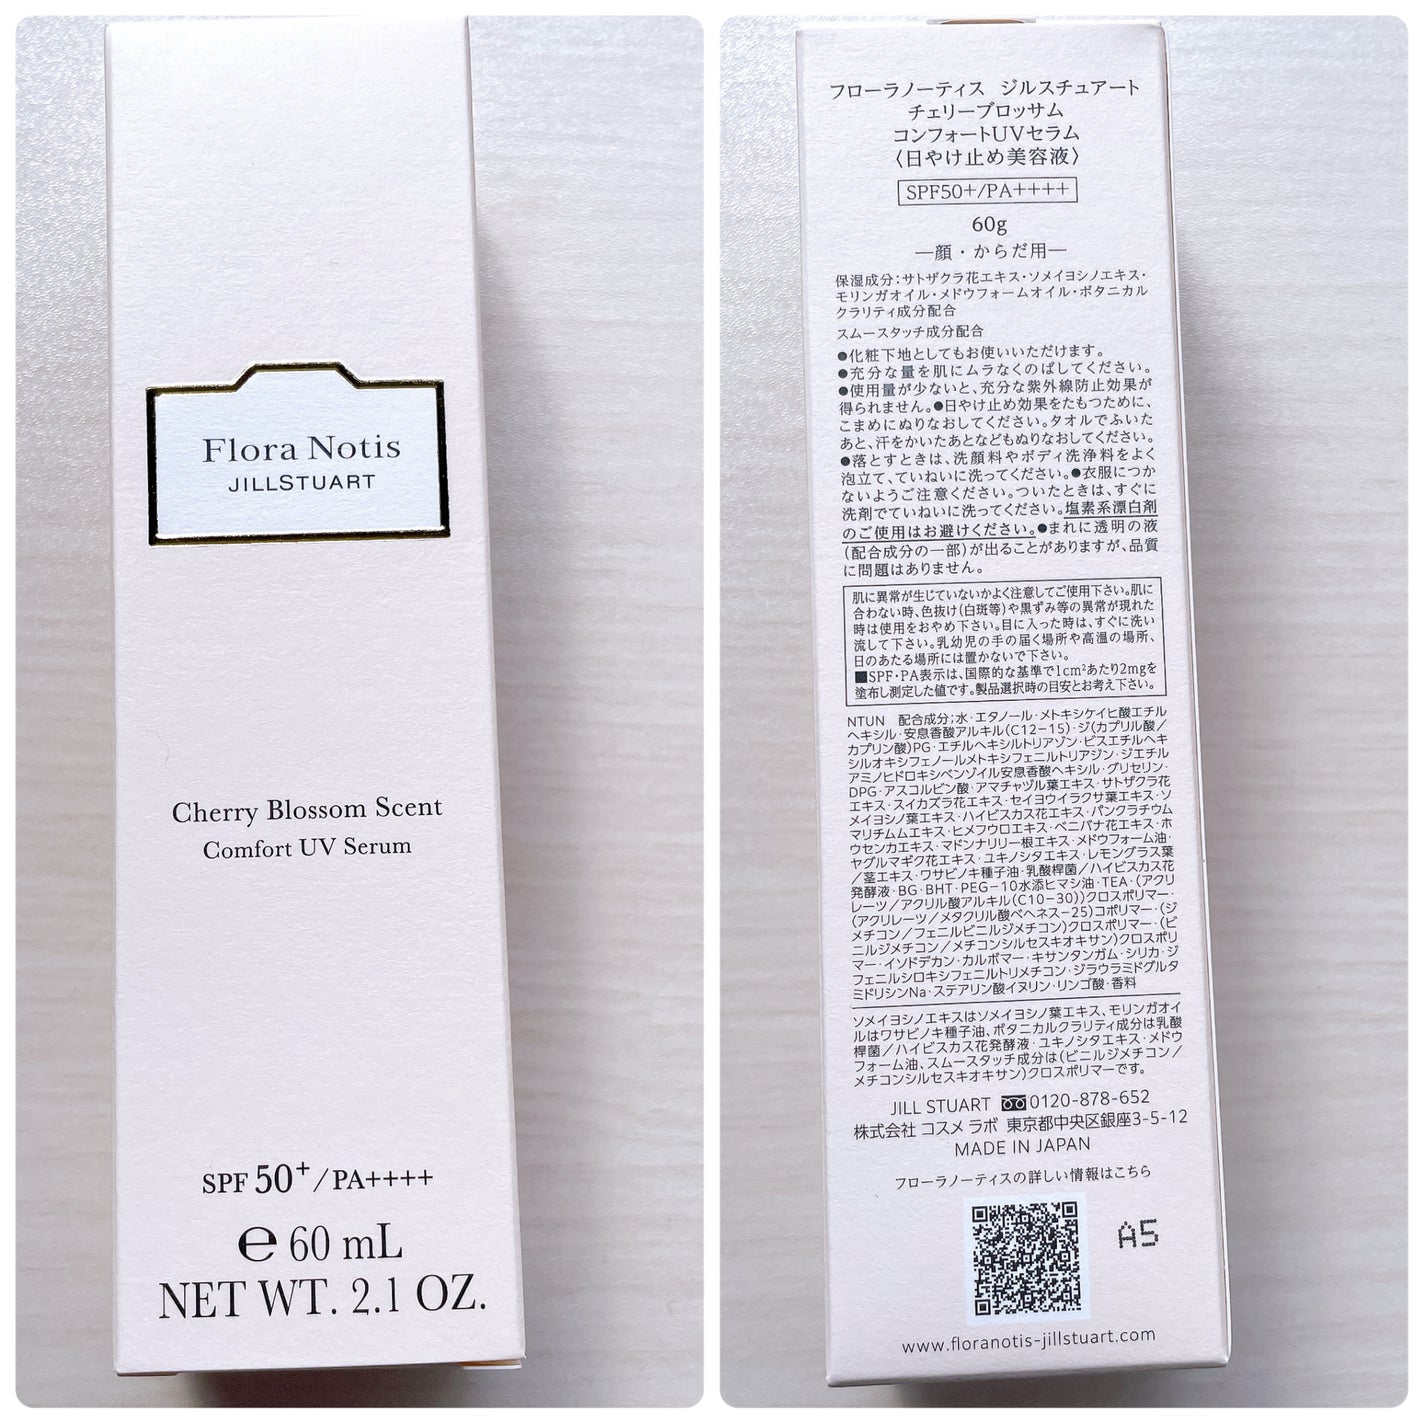 Flora Notis
JILLSTUART
Cherry Blossom Scent
Comfort UV Serum
SPF 50+/PA++++
℮ 60 mL
NET WT. 2.1 OZ.
フローラノーティス ジルスチュアート
チェリーブロッサム
コンフォートUVセラム
〈日やけ止め美容液〉
SPF50+/PA++++
60g
―顔・からだ用―
保湿成分:サトザクラ花エキス・ソメイヨシノエキス・
モリンガオイル・メドウフォームオイル・ボタニカル
クラリティ成分配合
スムースタッチ成分配合
●化粧下地としてもお使いいただけます。
●充分な量を肌にムラなくのばしてください。
●使用量が少ないと、充分な紫外線防止効果が
得られません。●日やけ止め効果をたもつために、
こまめにぬりなおしてください。タオルでふいた
あと、汗をかいたあとなどもぬりなおしてください。
●落とすときは、洗顔料やボディ洗浄料をよく
泡立て、ていねいに洗ってください。●衣服につか
ないようご注意ください。ついたときは、すぐに
洗剤でていねいに洗ってください。塩素系漂白剤
のご使用はお避けください。●まれに透明の液
(配合成分の一部)が出ることがありますが、品質
に問題はありません。
肌に異常が生じていないかよく注意してご使用下さい。肌に
合わない時、色抜け(白斑等)や黒ずみ等の異常が現れた
時は使用をおやめ下さい。目に入った時は、すぐに洗い
流して下さい。乳幼児の手の届く場所や高温の場所、
日のあたる場所には置かないで下さい。
■SPF・PA表示は、国際的な基準で1cm²あたり2mgを
塗布し測定した値です。製品選択時の目安とお考え下さい。
NTUN 配合成分;水・エタノール・メトキシケイヒ酸エチル
ヘキシル・安息香酸アルキル(C12-15)・ジ(カプリル酸/
カプリン酸)PG・エチルヘキシルトリアゾン・ビスエチルヘキ
シルオキシフェノールメトキシフェニルトリアジン・ジエチル
アミノヒドロキシベンゾイル安息香酸ヘキシル・グリセリン・
DPG・アスコルビン酸・アマチャヅル葉エキス・サトザクラ花
エキス・スイカズラ花エキス・セイヨウイラクサ葉エキス・ソ
メイヨシノ葉エキス・ハイビスカス花エキス・パンクラチウム
マリチムムエキス・ヒメフウロエキス・ベニバナ花エキス・ホ
ウセンカエキス・マドンナリリー根エキス・メドウフォーム油・
ヤグルマギク花エキス・ユキノシタエキス・レモングラス葉
/茎エキス・ワサビノキ種子油・乳酸桿菌/ハイビスカス花
発酵液・BG・BHT・PEG-10水添ヒマシ油・TEA・(アクリ
レーツ/アクリル酸アルキル(C10-30))クロスポリマー・
(アクリレーツ/メタクリル酸ベヘネス-25)コポリマー・(ジ
メチコン/フェニルビニルジメチコン)クロスポリマー・(ビ
ニルジメチコン/メチコンシルセスキオキサン)クロスポリ
マー・イソドデカン・カルボマー・キサンタンガム・シリカ・ジ
フェニルシロキシフェニルトリメチコン・ジラウラミドグルタ
ミドリシンNa・ステアリン酸イヌリン・リンゴ酸・香料
ソメイヨシノエキスはソメイヨシノ葉エキス、モリンガオイ
ルはワサビノキ種子油、ボタニカルクラリティ成分は乳酸
桿菌/ハイビスカス花発酵液・ユキノシタエキス・メドウ
フォーム油、スムースタッチ成分は(ビニルジメチコン/
メチコンシルセスキオキサン)クロスポリマーです。
JILL STUART 0120-878-652
株式会社 コスメ ラボ 東京都中央区銀座3-5-12
MADE IN JAPAN
フローラノーティスの詳しい情報はこちら
A5
www.floranotis-jillstuart.com